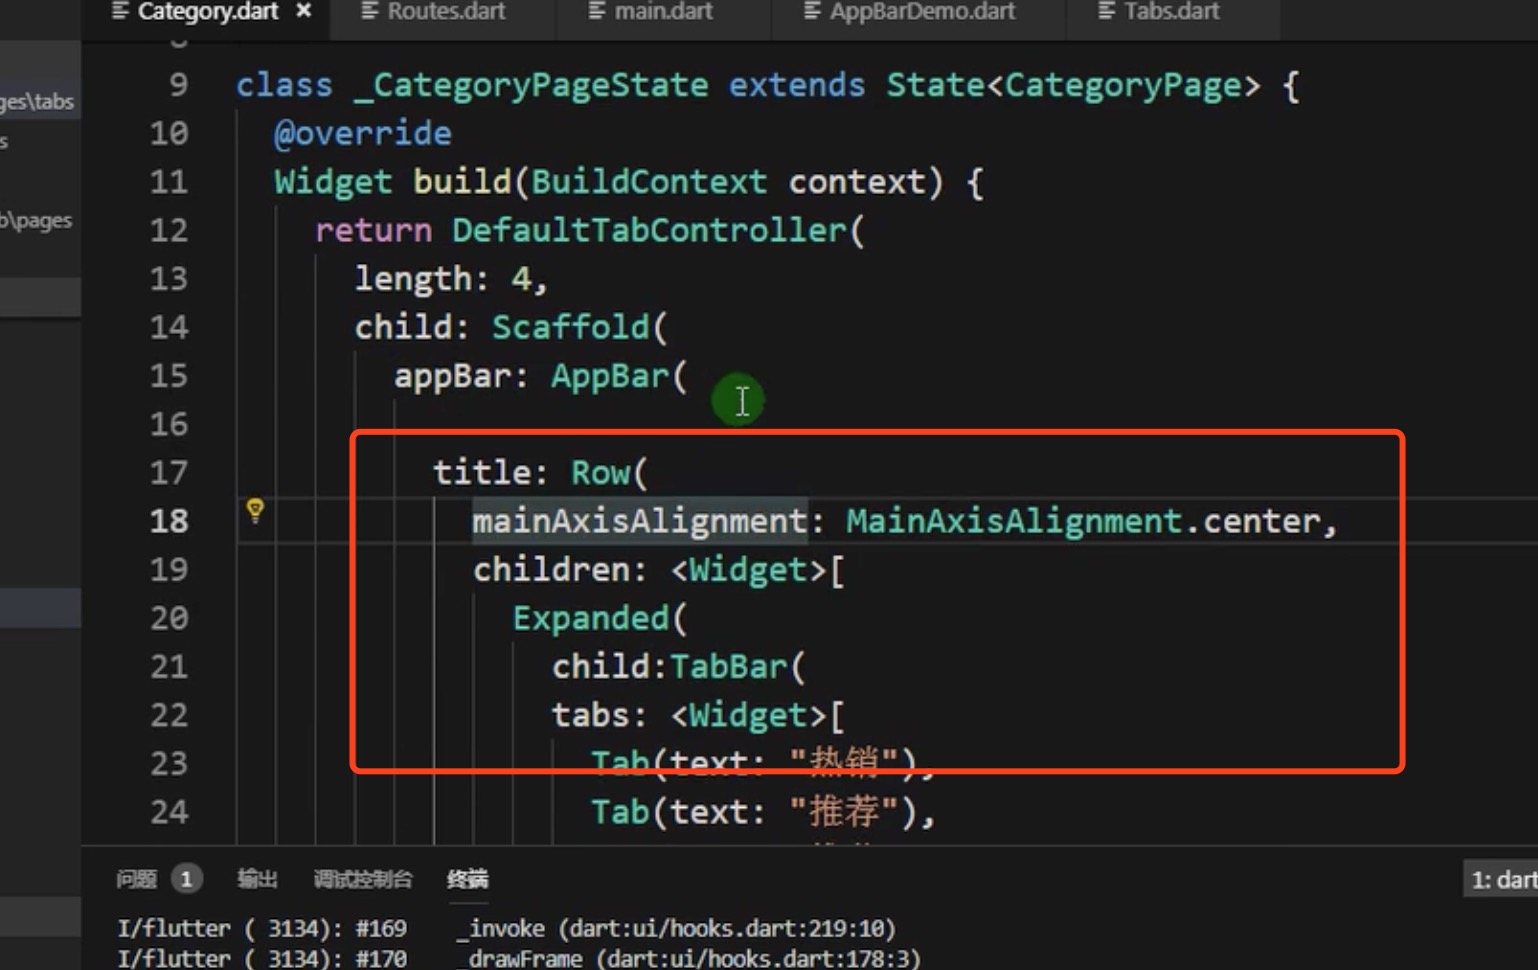 Category.dart ×
Routes.dart
main.dart
AppBarDemo.dart
Tabs.dart
ges\tabs
s
b\pages
9 class _CategoryPageState extends State<CategoryPage> {
10 @override
11 Widget build(BuildContext context) {
12 return DefaultTabController(
13 length: 4,
14 child: Scaffold(
15 appBar: AppBar(
16
17 title: Row(
18 mainAxisAlignment: MainAxisAlignment.center,
19 children: <Widget>[
20 Expanded(
21 child:TabBar(
22 tabs: <Widget>[
23 Tab(text: "热销"),
24 Tab(text: "推荐"),
问题 1 输出 调试控制台 终端
1: dart
I/flutter ( 3134): #169 _invoke (dart:ui/hooks.dart:219:10)
I/flutter ( 3134): #170 _drawFrame (dart:ui/hooks.dart:178:3)